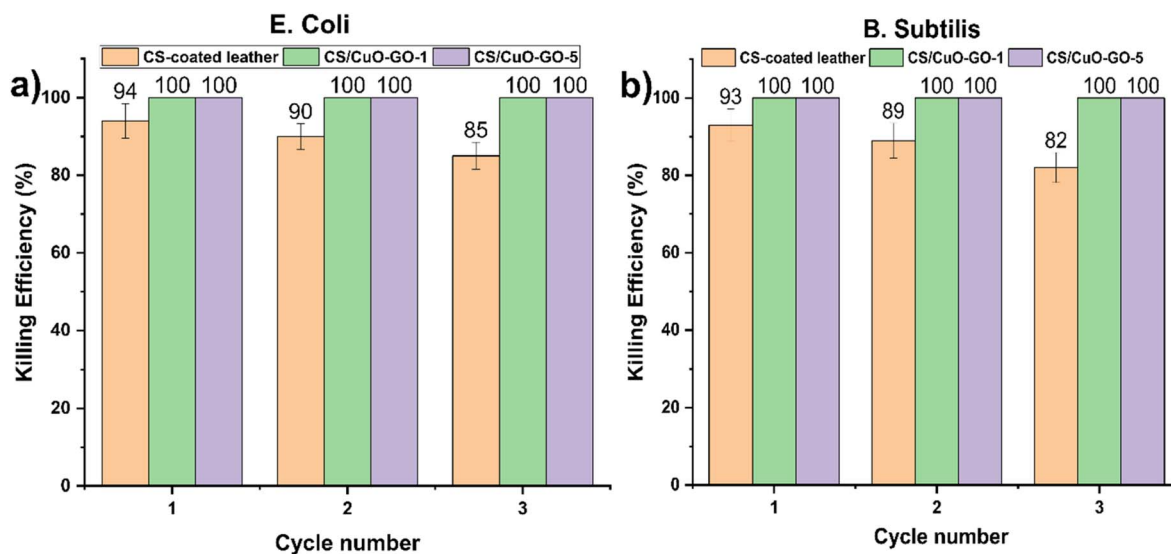 E. Coli
CS-coated leather CS/CuO-GO-1 CS/CuO-GO-5
a)
94 100 100 90 100 100 85 100 100
100
80
60
40
20
0
Killing Efficiency (%)
1 2 3
Cycle number
B. Subtilis
CS-coated leather CS/CuO-GO-1 CS/CuO-GO-5
b)
93 100 100 89 100 100 82 100 100
100
80
60
40
20
0
Killing Efficiency (%)
1 2 3
Cycle number